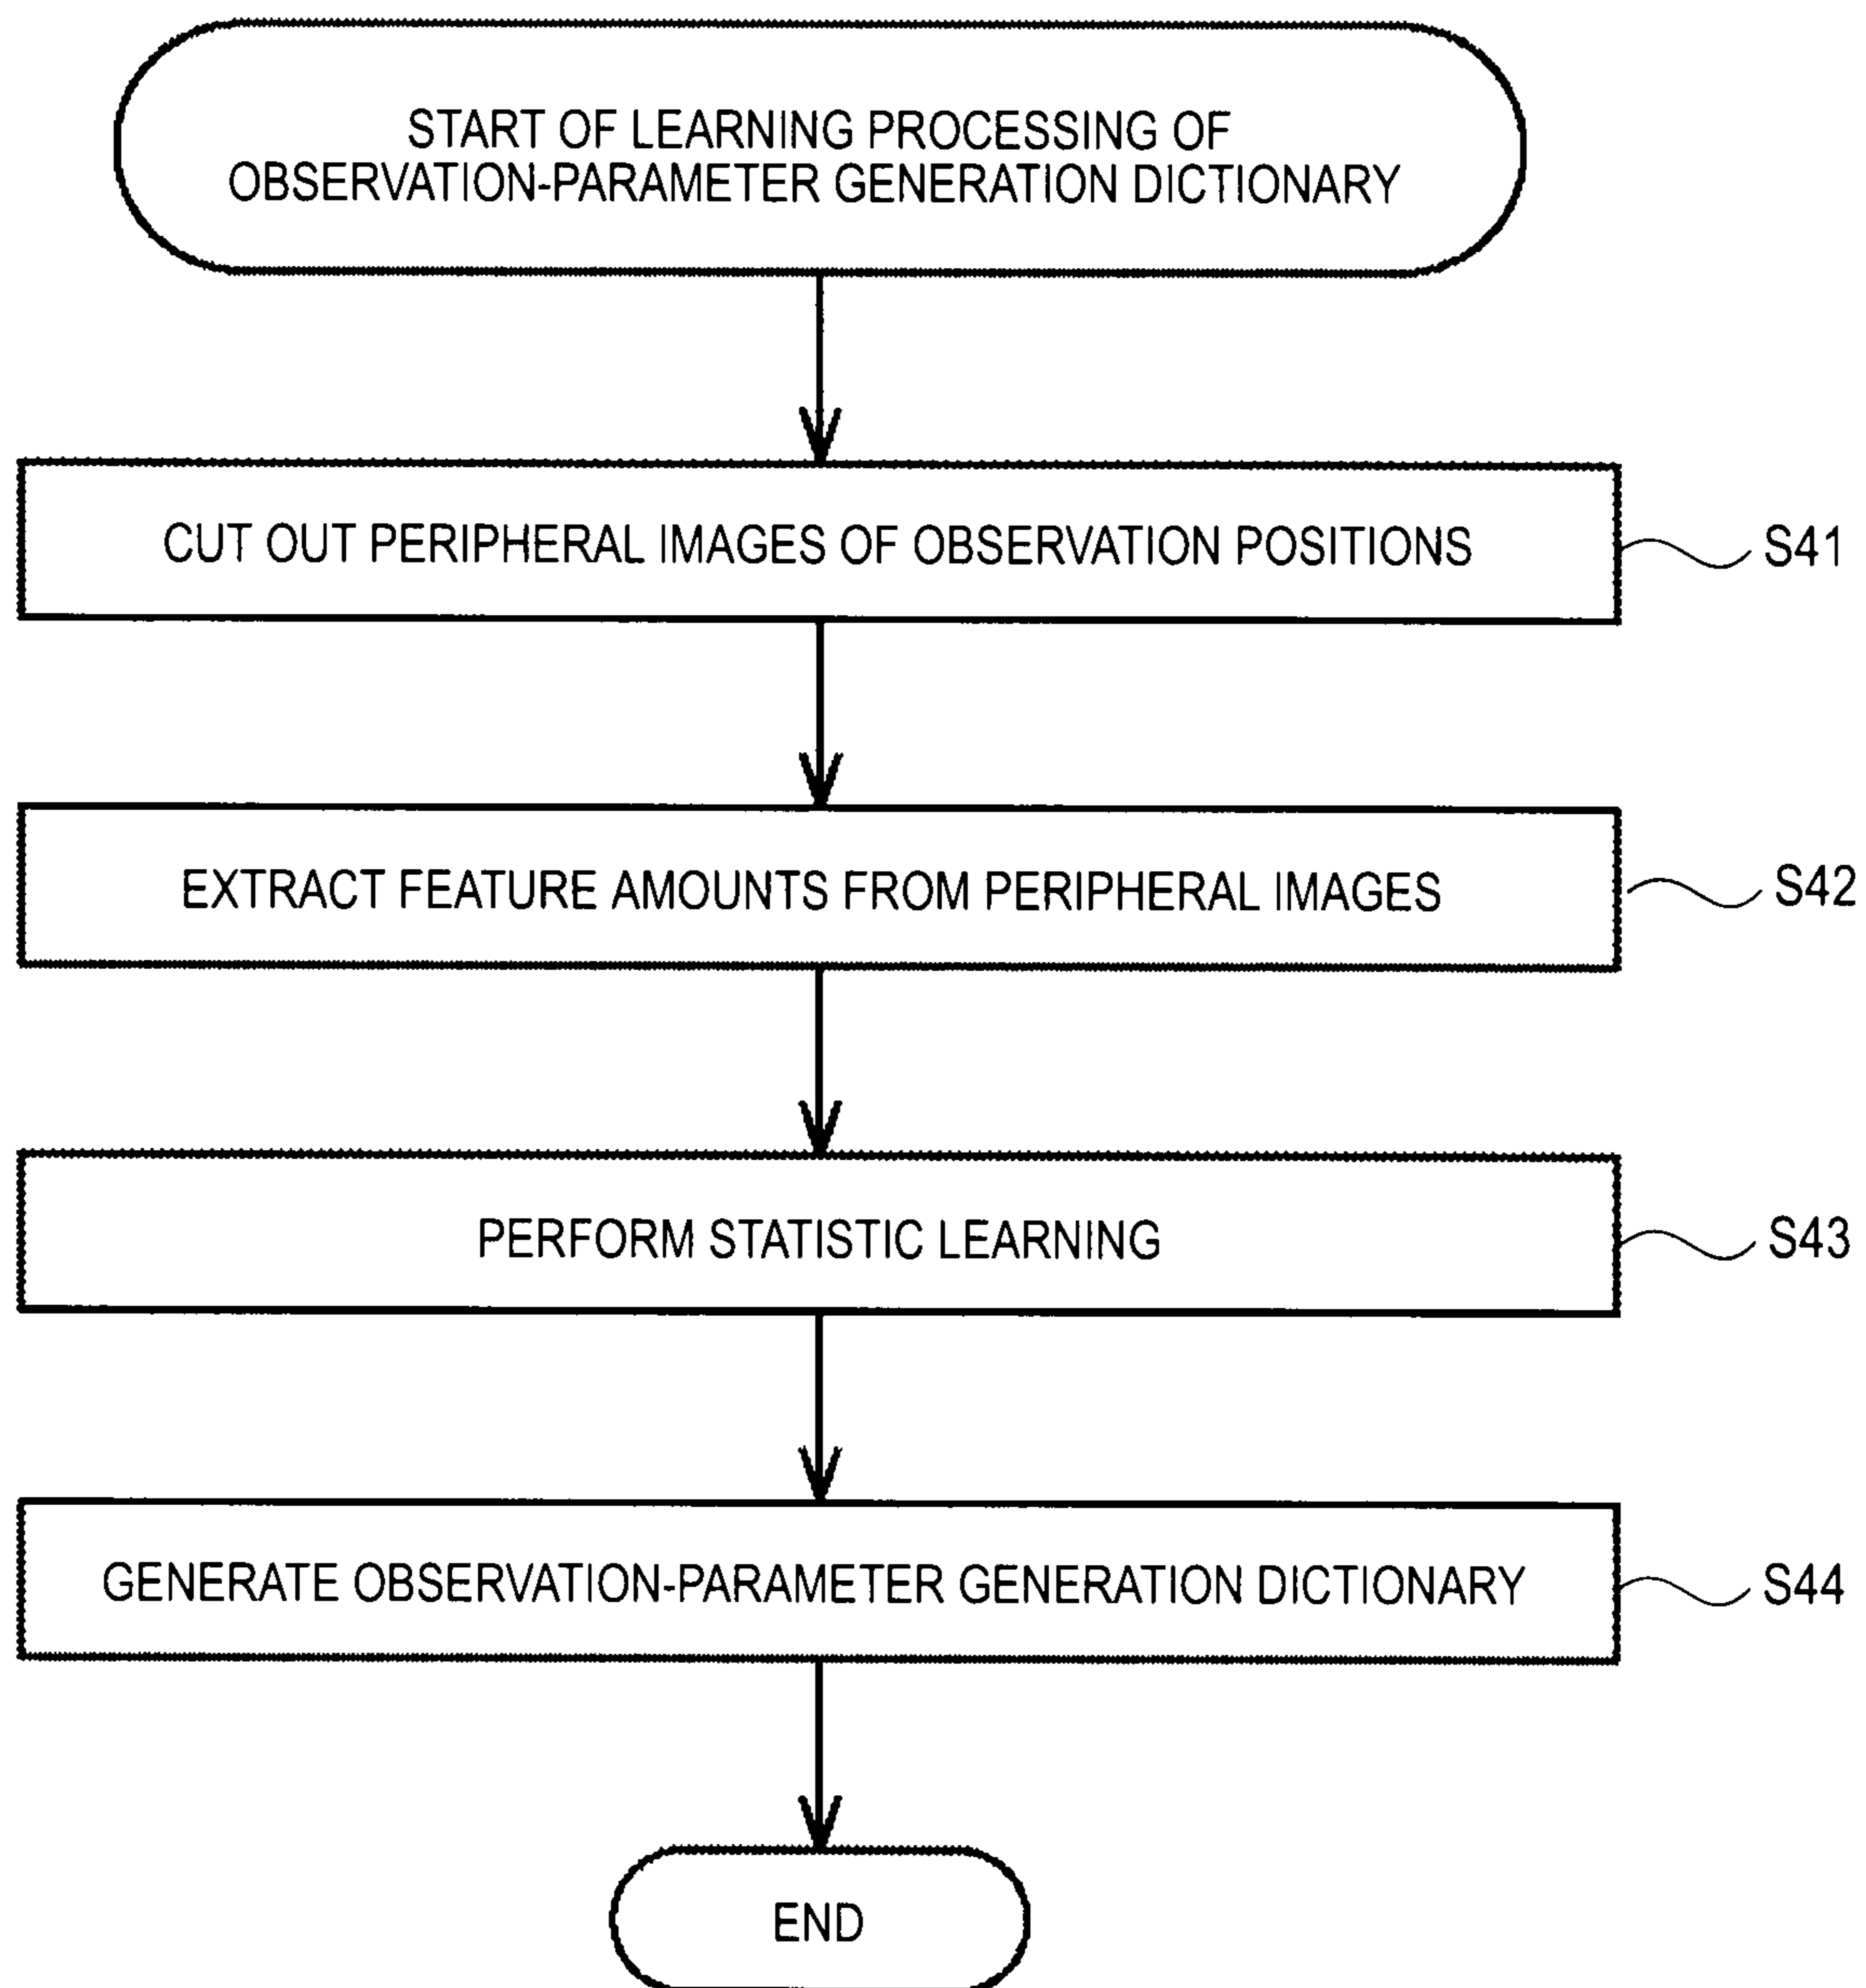 START OF LEARNING PROCESSING OF
OBSERVATION-PARAMETER GENERATION DICTIONARY
CUT OUT PERIPHERAL IMAGES OF OBSERVATION POSITIONS
S41
EXTRACT FEATURE AMOUNTS FROM PERIPHERAL IMAGES
S42
PERFORM STATISTIC LEARNING
S43
GENERATE OBSERVATION-PARAMETER GENERATION DICTIONARY
S44
END